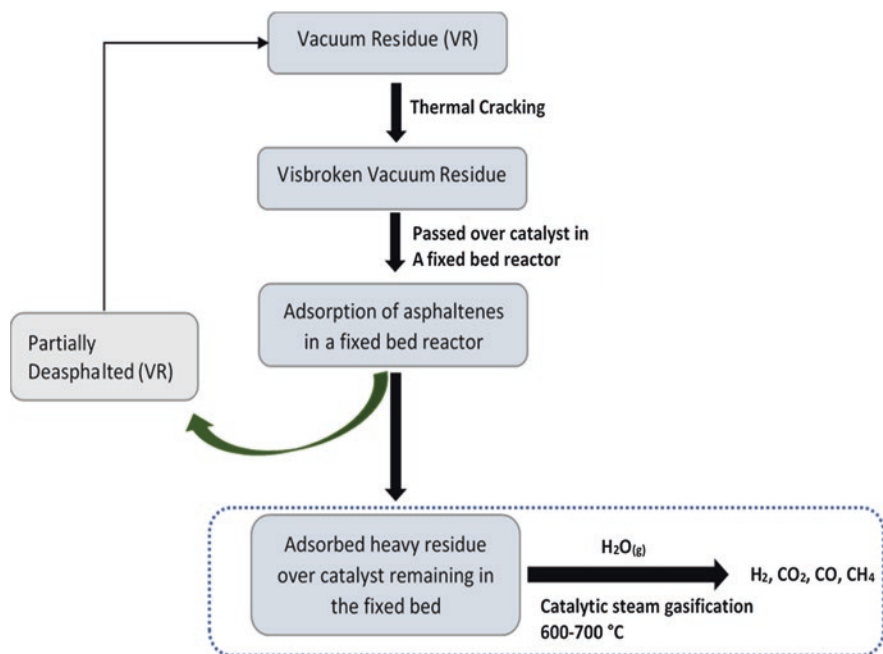 Vacuum Residue (VR)
Thermal Cracking
Visbroken Vacuum Residue
Passed over catalyst in
A fixed bed reactor
Adsorption of asphaltenes
in a fixed bed reactor
Partially
Deasphalted (VR)
Adsorbed heavy residue
over catalyst remaining in
the fixed bed
H₂O(g)
Catalytic steam gasification
600-700 °C
H₂, CO₂, CO, CH₄